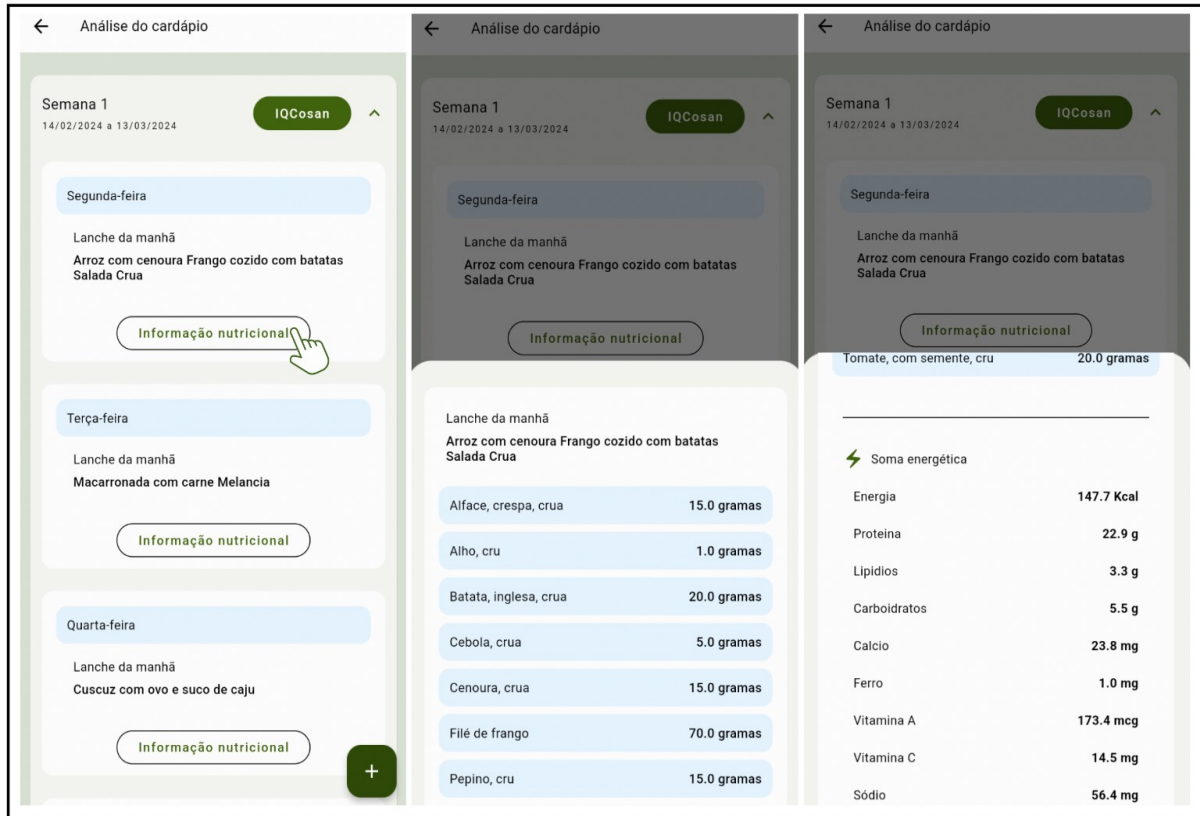 Análise do cardápio
Semana 1
14/02/2024 a 13/03/2024
IQCosan
Segunda-feira
Lanche da manhã
Arroz com cenoura Frango cozido com batatas
Salada Crua
Informação nutricional
Terça-feira
Lanche da manhã
Macarronada com carne Melancia
Informação nutricional
Quarta-feira
Lanche da manhã
Cuscuz com ovo e suco de caju
Informação nutricional
+
Análise do cardápio
Semana 1
14/02/2024 a 13/03/2024
IQCosan
Segunda-feira
Lanche da manhã
Arroz com cenoura Frango cozido com batatas
Salada Crua
Informação nutricional
Lanche da manhã
Arroz com cenoura Frango cozido com batatas
Salada Crua
Alface, crespa, crua 15.0 gramas
Alho, cru 1.0 gramas
Batata, inglesa, crua 20.0 gramas
Cebola, crua 5.0 gramas
Cenoura, crua 15.0 gramas
Filé de frango 70.0 gramas
Pepino, cru 15.0 gramas
Análise do cardápio
Semana 1
14/02/2024 a 13/03/2024
IQCosan
Segunda-feira
Lanche da manhã
Arroz com cenoura Frango cozido com batatas
Salada Crua
Informação nutricional
Tomate, com semente, cru 20.0 gramas
Soma energética
Energia 147.7 Kcal
Proteina 22.9 g
Lipidios 3.3 g
Carboidratos 5.5 g
Calcio 23.8 mg
Ferro 1.0 mg
Vitamina A 173.4 mcg
Vitamina C 14.5 mg
Sódio 56.4 mg